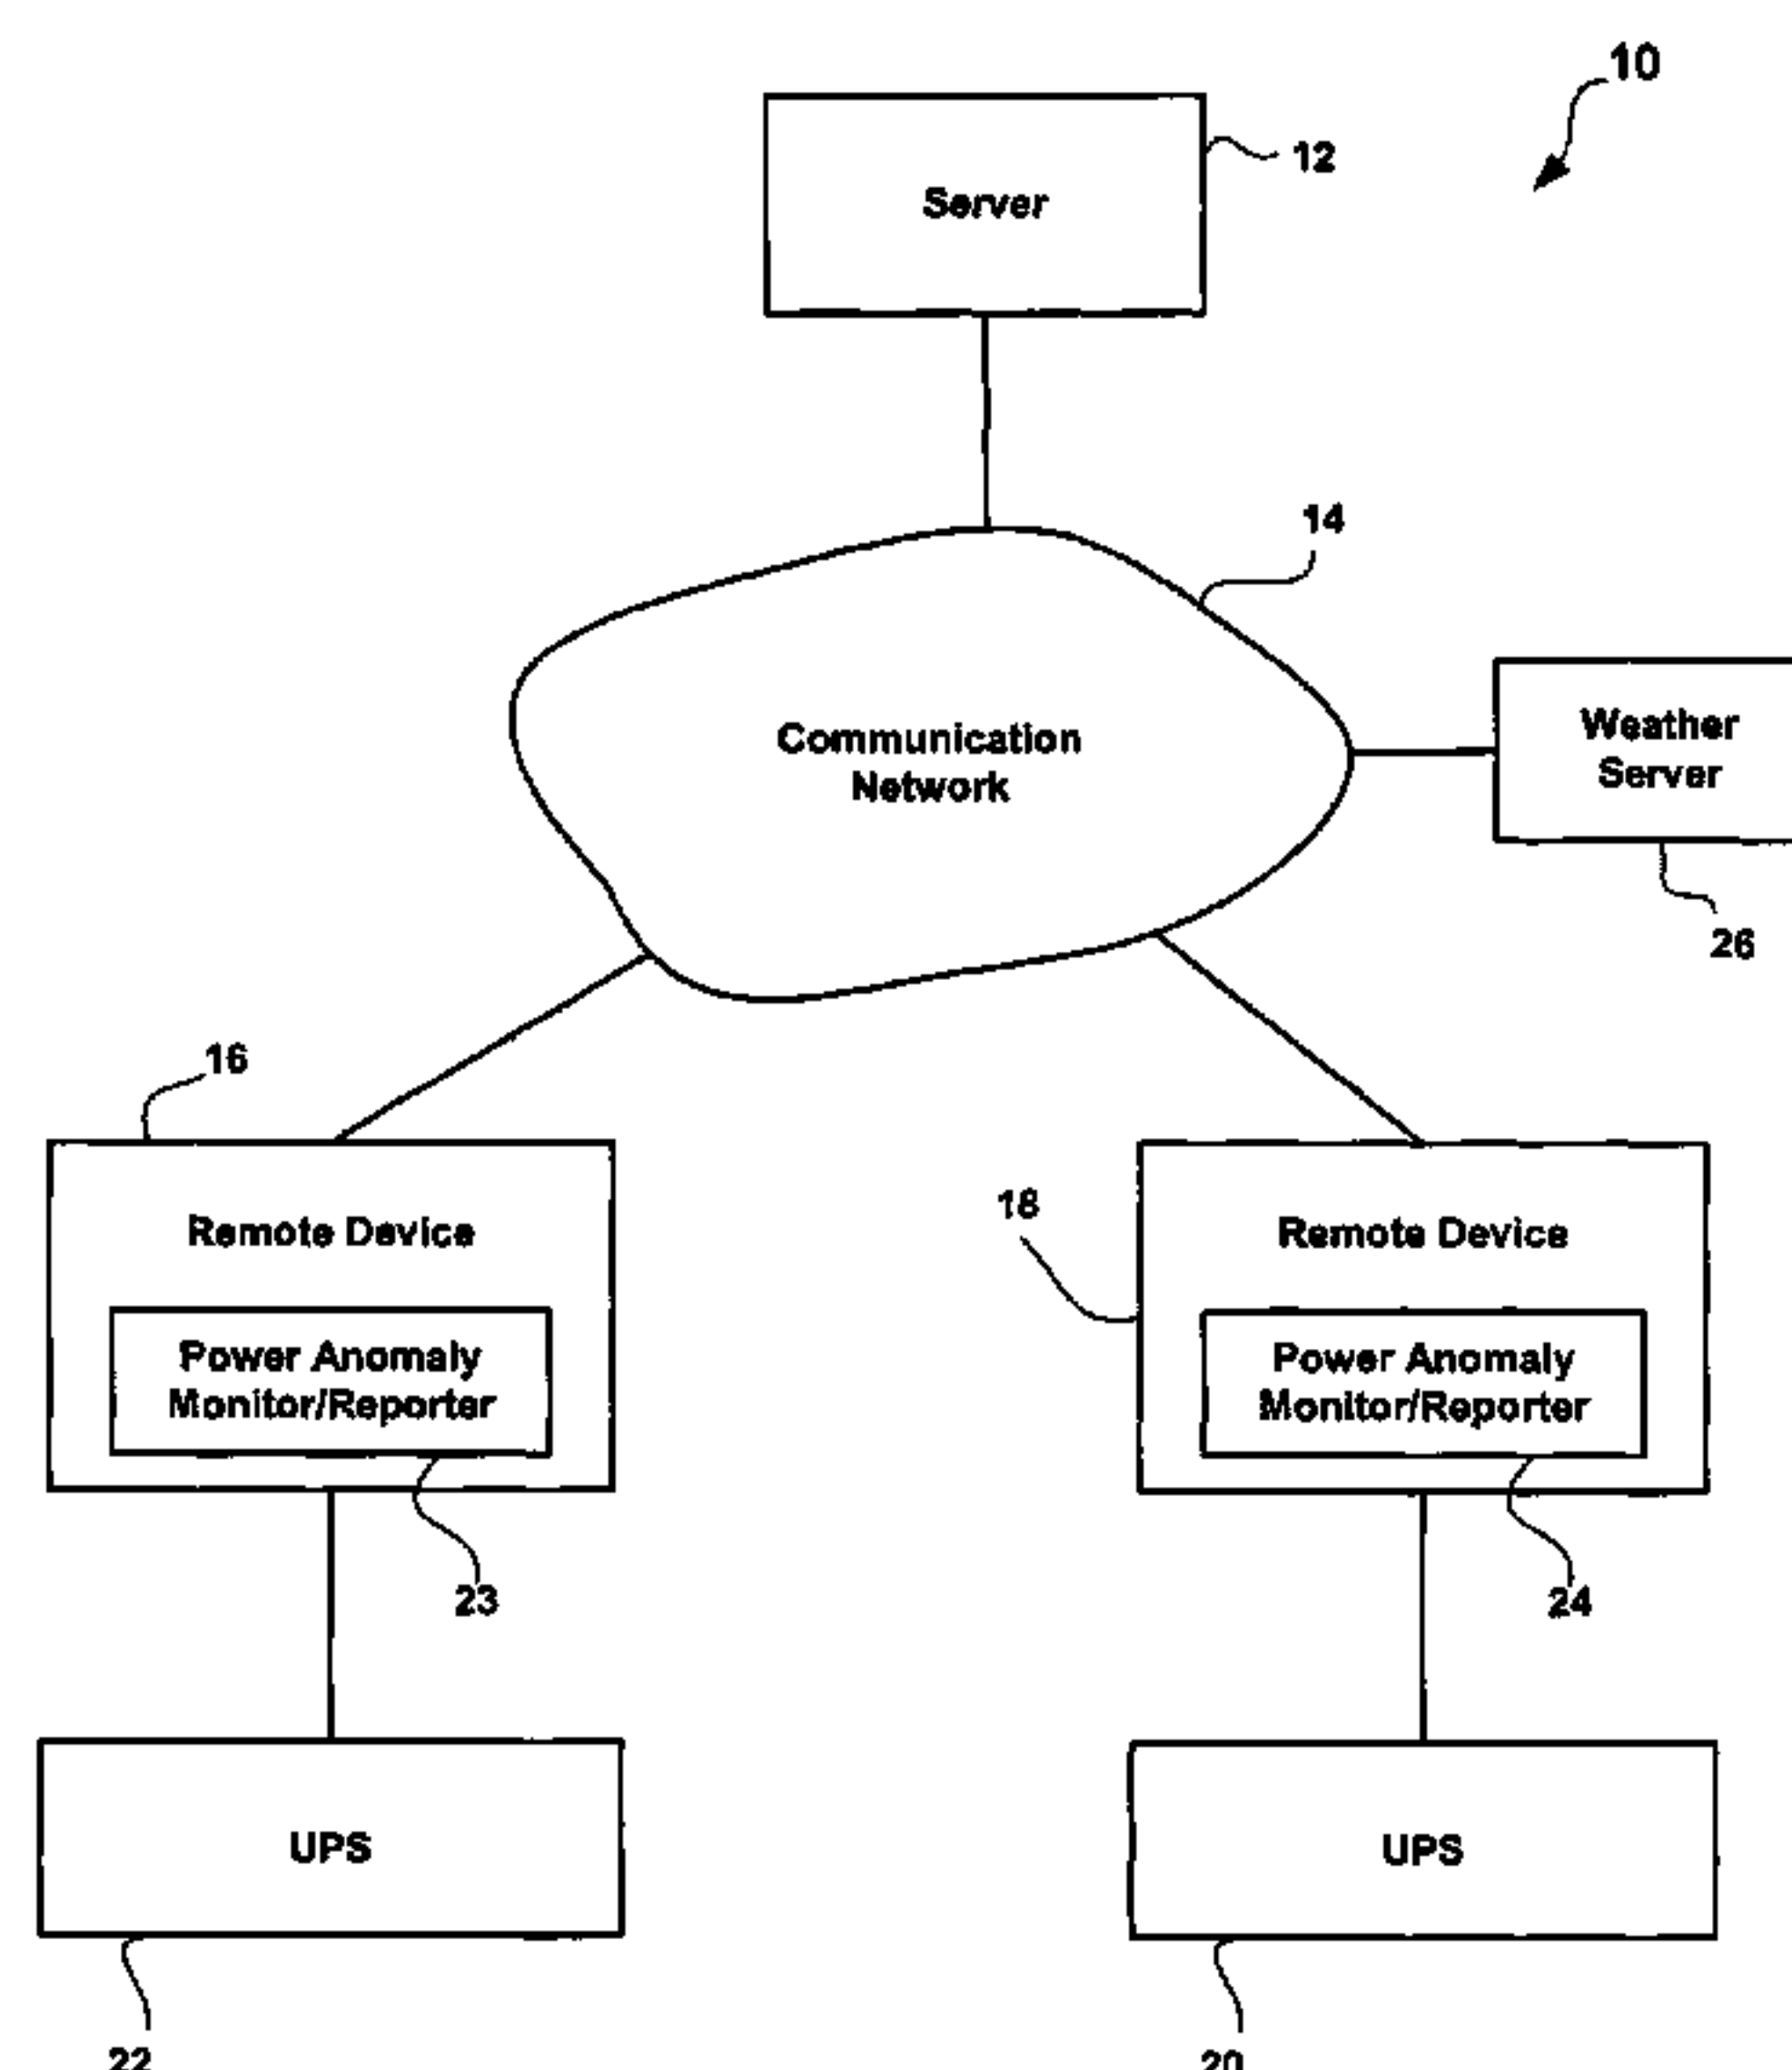 10
12
Server
14
Communication
Network
Weather
Server
26
16
18
Remote Device
Power Anomaly
Monitor/Reporter
23
Remote Device
Power Anomaly
Monitor/Reporter
24
UPS
22
UPS
20